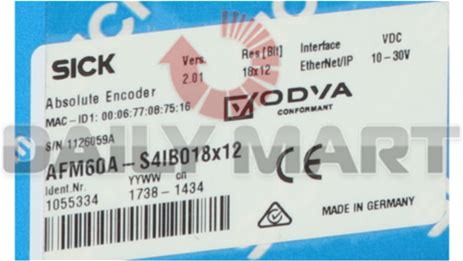 SICK
Vers. Res [Bit] Interface VDC
2.01 18x12 EtherNet/IP 10-30V
Absolute Encoder
MAC-ID1: 00:06:77:08:75:16
ODVA
CONFORMANT
S/N. 1126059A
DAILY MART
AFM60A-S4IB018x12
CE
Ident.Nr. YYWW cn
1055334 1738-1434
MADE IN GERMANY